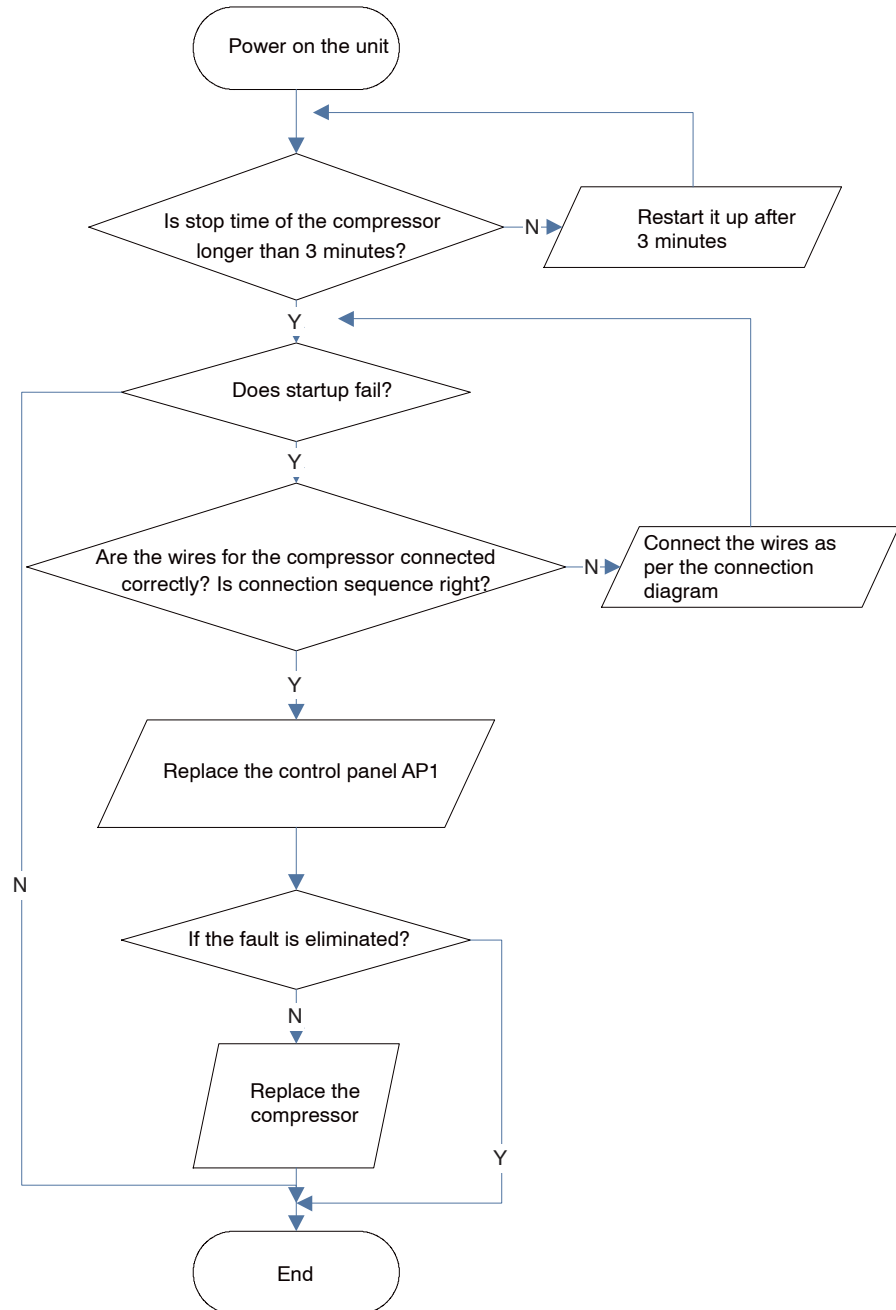 Power on the unit
Is stop time of the compressor
longer than 3 minutes?
N
Restart it up after
3 minutes
Y
Does startup fail?
Y
Are the wires for the compressor connected
correctly? Is connection sequence right?
N
Connect the wires as
per the connection
diagram
Y
Replace the control panel AP1
N
If the fault is eliminated?
N
Replace the
compressor
Y
End